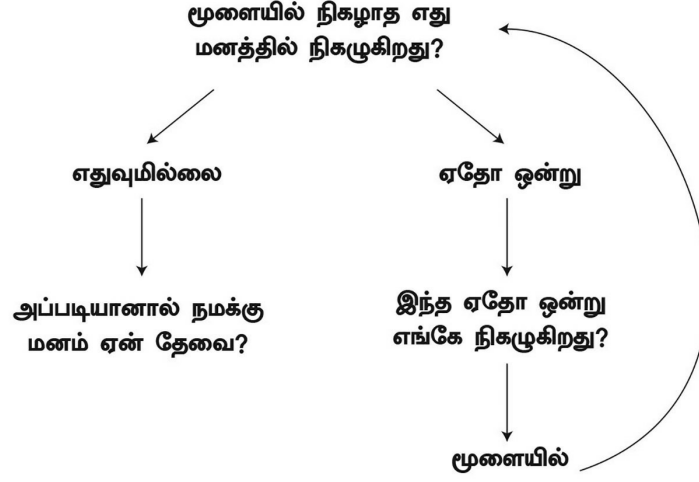 மூளையில் நிகழாத எது
மனத்தில் நிகழுகிறது?
எதுவுமில்லை
ஏதோ ஒன்று
அப்படியானால் நமக்கு
மனம் ஏன் தேவை?
இந்த ஏதோ ஒன்று
எங்கே நிகழுகிறது?
மூளையில்